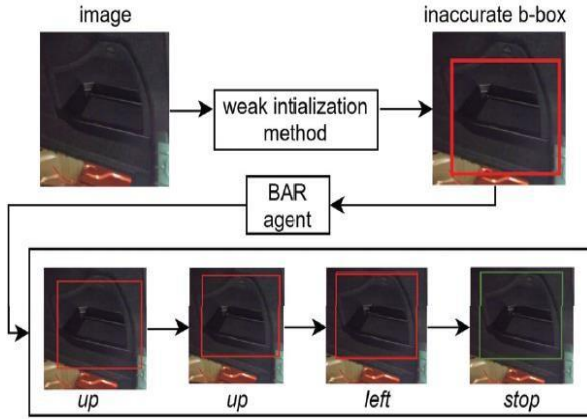 image
inaccurate b-box
weak intialization
method
BAR
agent
up
up
left
stop